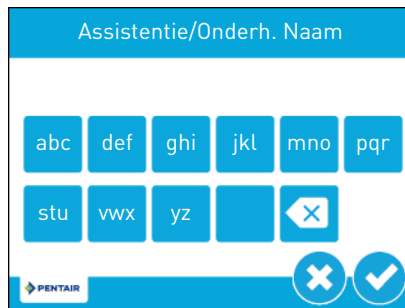 Assistentie/Onderh. Naam
abc def ghi jkl mno pqr
stu vwx yz
PENTAIR